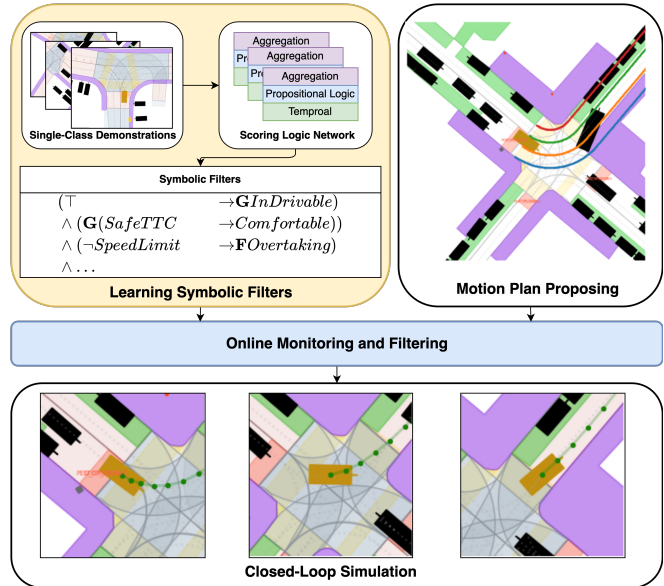 Aggregation
Aggregation
Aggregation
Propositional Logic
Temproal
Single-Class Demonstrations
Scoring Logic Network
Symbolic Filters
(⊤ →GInDrivable)
∧ (G(SafeTTC →Comfortable))
∧ (¬SpeedLimit →FOvertaking)
∧ ...
Learning Symbolic Filters
Motion Plan Proposing
Online Monitoring and Filtering
Closed-Loop Simulation